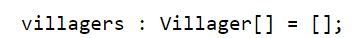 villagers : Villager[] = [];